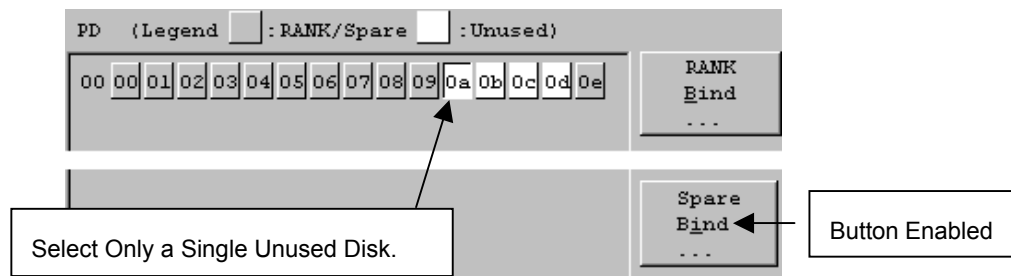 PD (Legend :RANK/Spare :Unused)
00 00 01 02 03 04 05 06 07 08 09 0a 0b 0c 0d 0e
RANK
Bind
...
Spare
Bind
...
Select Only a Single Unused Disk.
Button Enabled